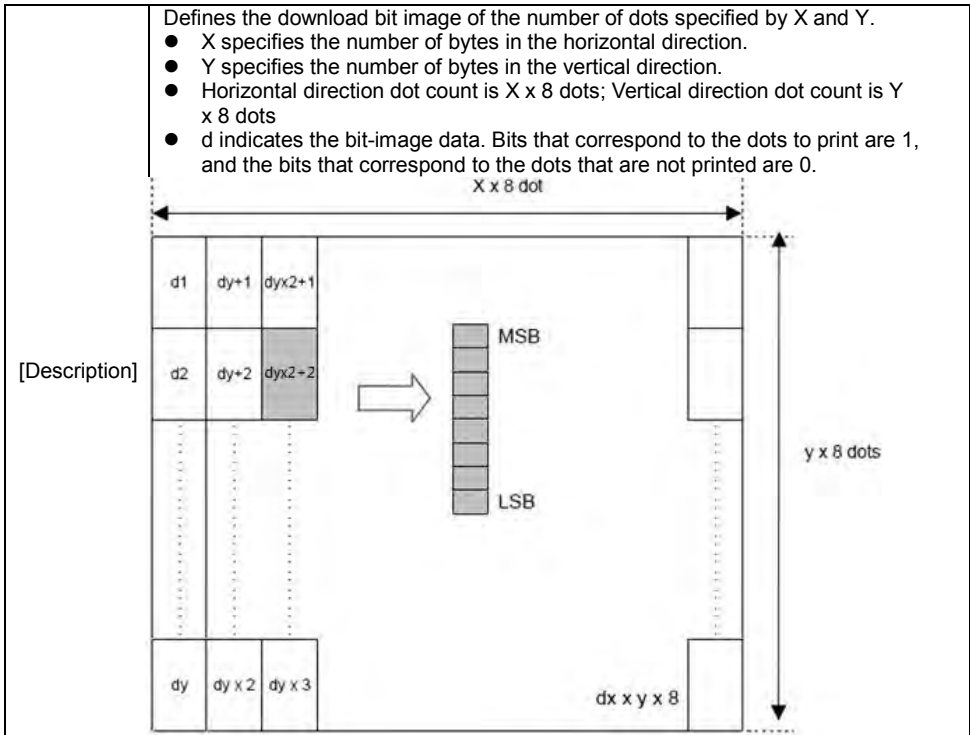 Defines the download bit image of the number of dots specified by X and Y.
● X specifies the number of bytes in the horizontal direction.
● Y specifies the number of bytes in the vertical direction.
● Horizontal direction dot count is X x 8 dots; Vertical direction dot count is Y
x 8 dots
● d indicates the bit-image data. Bits that correspond to the dots to print are 1,
and the bits that correspond to the dots that are not printed are 0.
X x 8 dot
d1 dy+1 dyx2+1
MSB
[Description]
d2 dy+2 dyx2+2
y x 8 dots
LSB
dy dy x 2 dy x 3
dx x y x 8